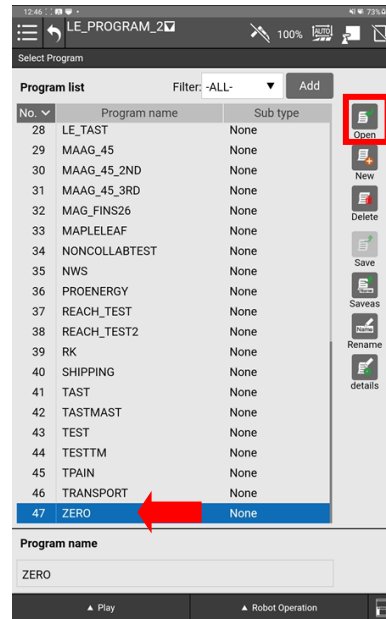 12:46 73%
LE_PROGRAM_2
100% AUTO
Select Program
Program list Filter: -ALL- ▼ Add
No. Program name Sub type
28 LE_TAST None
29 MAAG_45 None
30 MAAG_45_2ND None
31 MAAG_45_3RD None
32 MAG_FINS26 None
33 MAPLELEAF None
34 NONCOLLABTEST None
35 NWS None
36 PROENERGY None
37 REACH_TEST None
38 REACH_TEST2 None
39 RK None
40 SHIPPING None
41 TAST None
42 TASTMAST None
43 TEST None
44 TESTTM None
45 TPAIN None
46 TRANSPORT None
47 ZERO None
Open
New
Delete
Save
Saveas
Name
Rename
details
Program name
ZERO
▲ Play ▲ Robot Operation